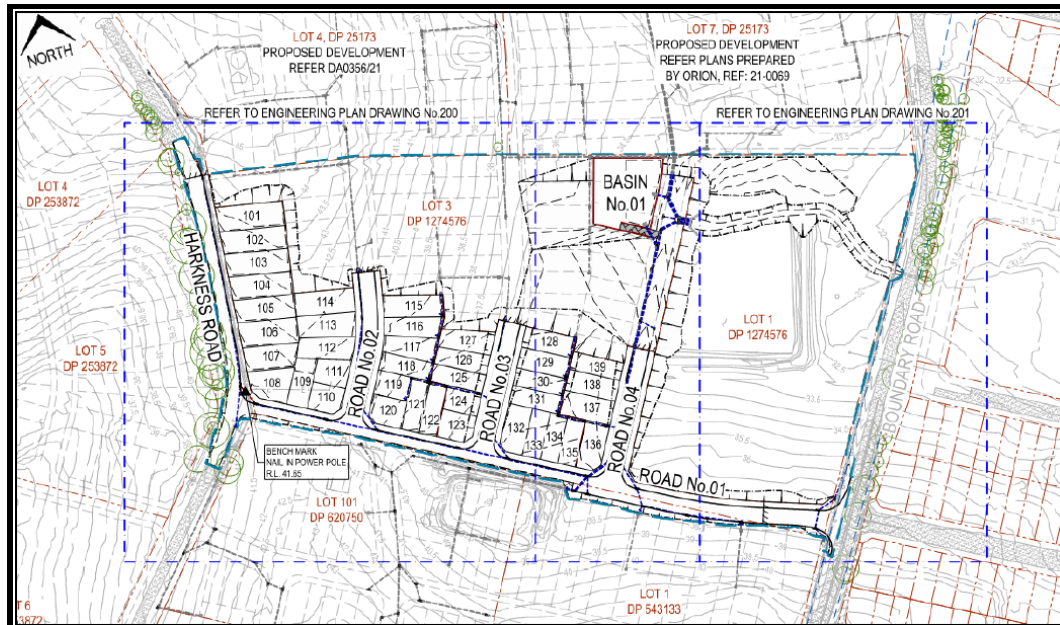 NORTH
LOT 4, DP 25173
PROPOSED DEVELOPMENT
REFER DA0356/21
LOT 7, DP 25173
PROPOSED DEVELOPMENT
REFER PLANS PREPARED
BY ORION, REF: 21-0069
REFER TO ENGINEERING PLAN DRAWING No.200
REFER TO ENGINEERING PLAN DRAWING No.201
LOT 4
DP 253872
LOT 3
DP 1274576
BASIN
No.01
HARKNESS ROAD
BOUNDARY ROAD
LOT 5
DP 253872
LOT 1
DP 1274576
101
102
103
104
105
106
107
108
109
110
111
112
113
114
ROAD No.02
115
116
117
118
119
120
121
122
123
124
125
126
127
ROAD No.03
128
129
130
131
132
133
134
135
136
137
138
139
ROAD No.04
ROAD No.01
BENCH MARK
NAIL IN POWER POLE
R.L. 41.65
LOT 101
DP 620750
LOT 1
DP 543133
T 6
3872